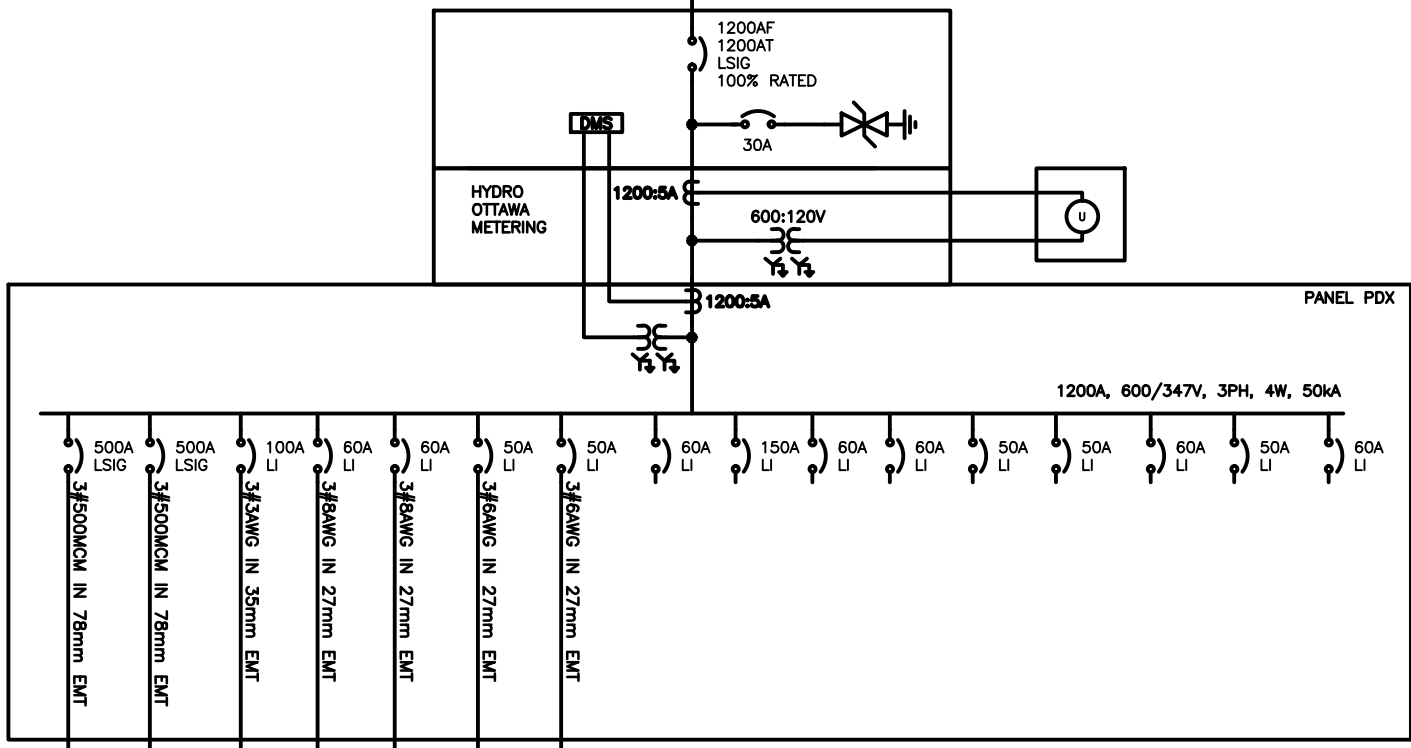 1200AF
1200AT
LSIG
100% RATED
DMS
30A
HYDRO
OTTAWA
METERING
1200:5A
600:120V
U
1200:5A
PANEL PDX
1200A, 600/347V, 3PH, 4W, 50kA
500A
LSIG
500A
LSIG
100A
LI
60A
LI
60A
LI
50A
LI
50A
LI
60A
LI
150A
LI
60A
LI
60A
LI
50A
LI
50A
LI
60A
LI
50A
LI
60A
LI
3#500MCM IN 78mm EMT
3#500MCM IN 78mm EMT
3#3AWG IN 35mm EMT
3#8AWG IN 27mm EMT
3#8AWG IN 27mm EMT
3#6AWG IN 27mm EMT
3#6AWG IN 27mm EMT